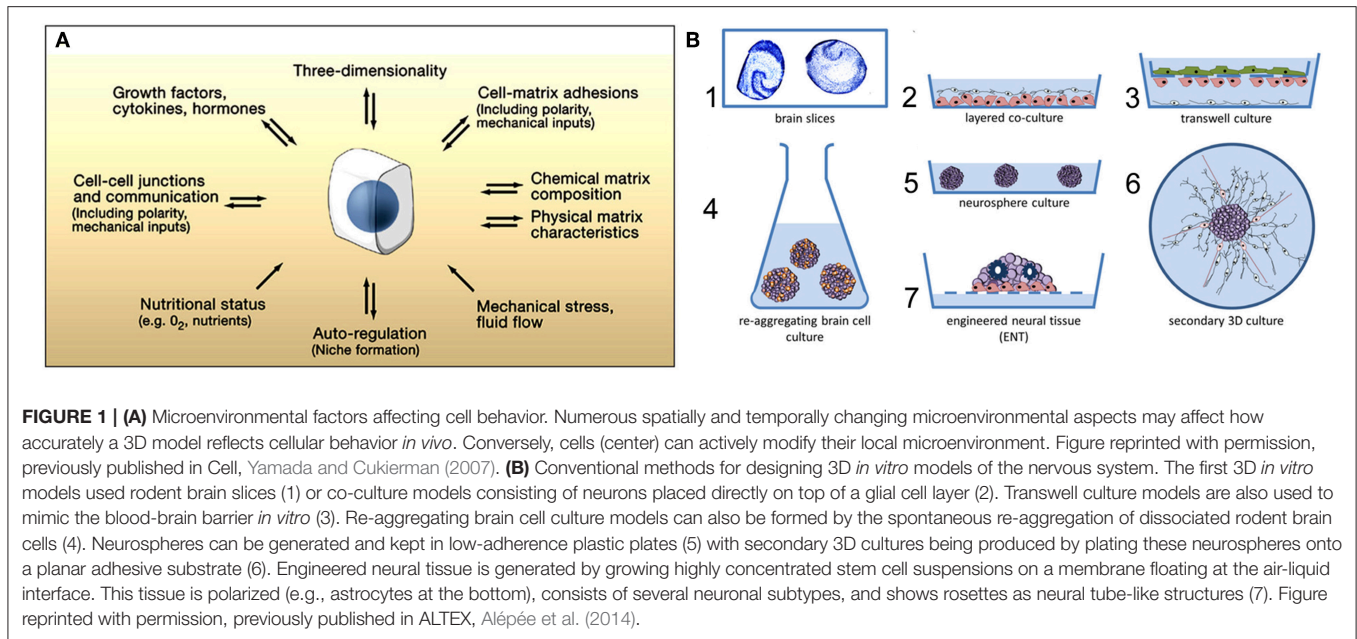 A
Three-dimensionality
Growth factors,
cytokines, hormones
Cell-matrix adhesions
(Including polarity,
mechanical inputs)
Cell-cell junctions
and communication
(Including polarity,
mechanical inputs)
Chemical matrix
composition
Physical matrix
characteristics
Nutritional status
(e.g. 02, nutrients)
Auto-regulation
(Niche formation)
Mechanical stress,
fluid flow
B
1
brain slices
2
layered co-culture
3
transwell culture
4
re-aggregating brain cell
culture
5
neurosphere culture
6
secondary 3D culture
7
engineered neural tissue
(ENT)
FIGURE 1 | (A) Microenvironmental factors affecting cell behavior. Numerous spatially and temporally changing microenvironmental aspects may affect how
accurately a 3D model reflects cellular behavior in vivo. Conversely, cells (center) can actively modify their local microenvironment. Figure reprinted with permission,
previously published in Cell, Yamada and Cukierman (2007). (B) Conventional methods for designing 3D in vitro models of the nervous system. The first 3D in vitro
models used rodent brain slices (1) or co-culture models consisting of neurons placed directly on top of a glial cell layer (2). Transwell culture models are also used to
mimic the blood-brain barrier in vitro (3). Re-aggregating brain cell culture models can also be formed by the spontaneous re-aggregation of dissociated rodent brain
cells (4). Neurospheres can be generated and kept in low-adherence plastic plates (5) with secondary 3D cultures being produced by plating these neurospheres onto
a planar adhesive substrate (6). Engineered neural tissue is generated by growing highly concentrated stem cell suspensions on a membrane floating at the air-liquid
interface. This tissue is polarized (e.g., astrocytes at the bottom), consists of several neuronal subtypes, and shows rosettes as neural tube-like structures (7). Figure
reprinted with permission, previously published in ALTEX, Alépée et al. (2014).